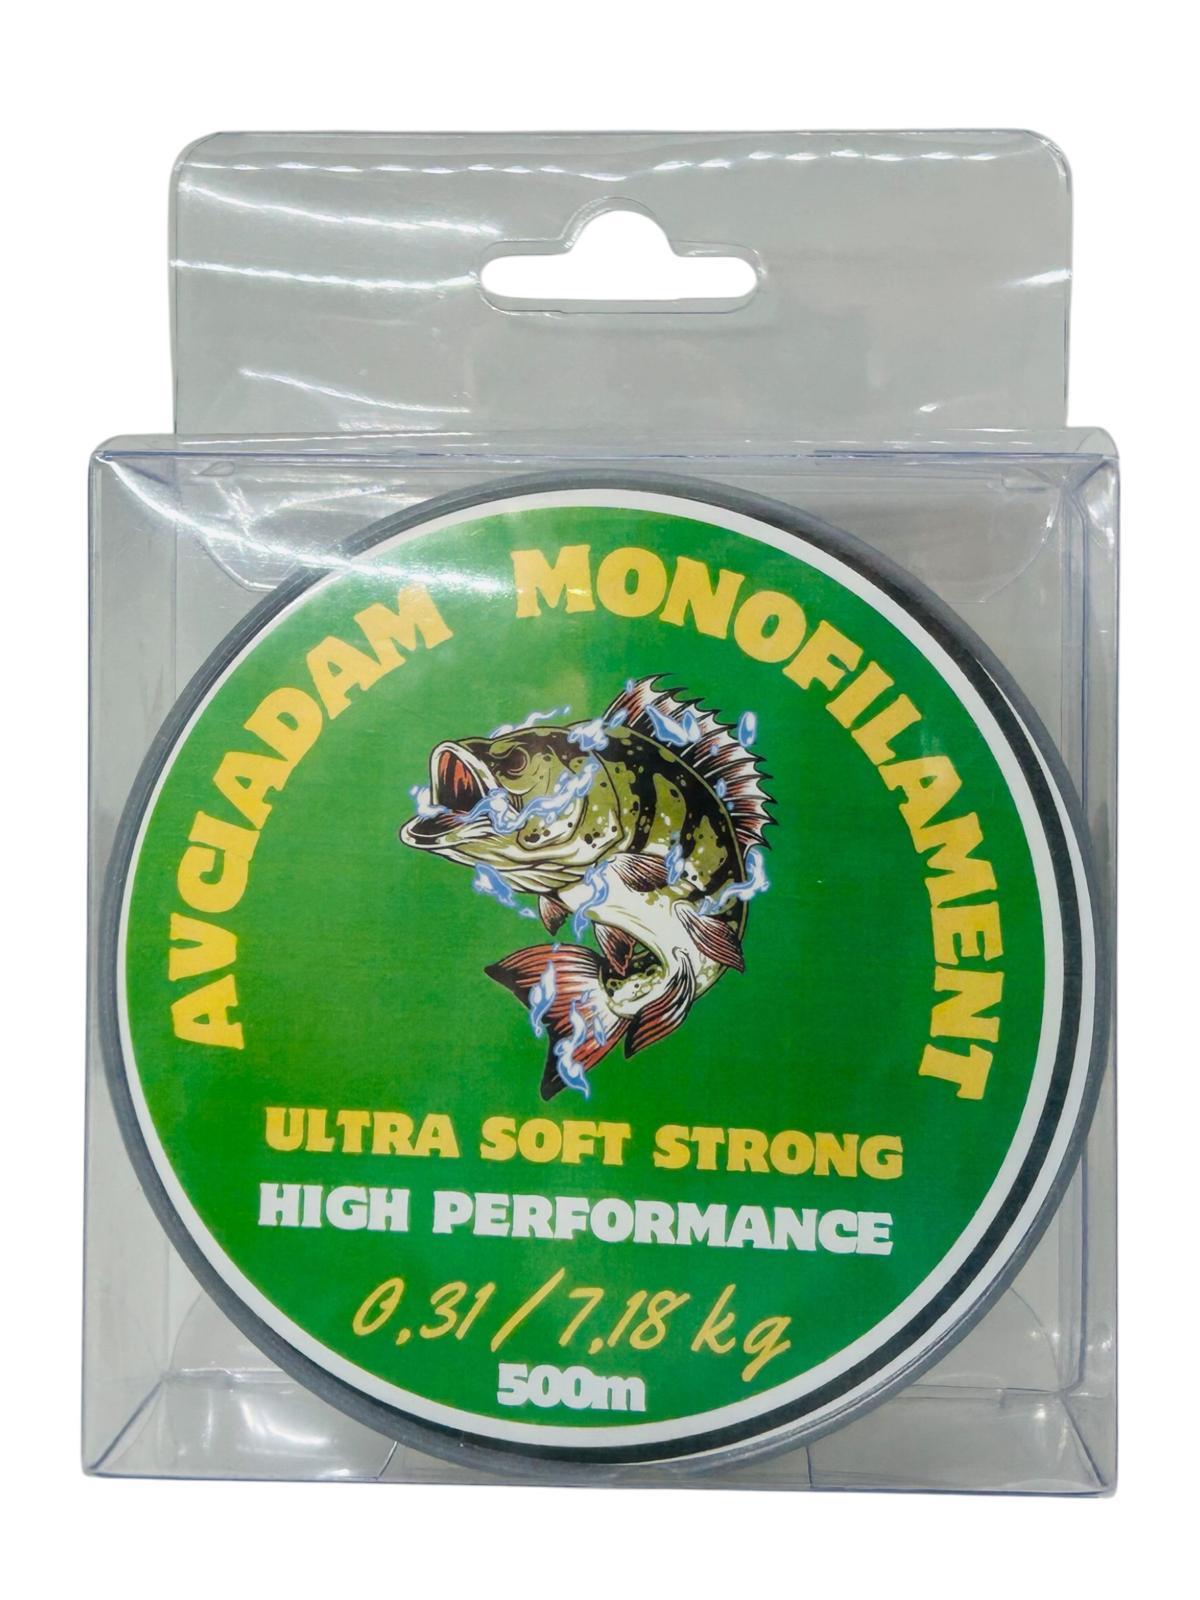 AVCIADAM MONOFILAMENT
ULTRA SOFT STRONG
HIGH PERFORMANCE
0,31 / 7,18 kg
500m